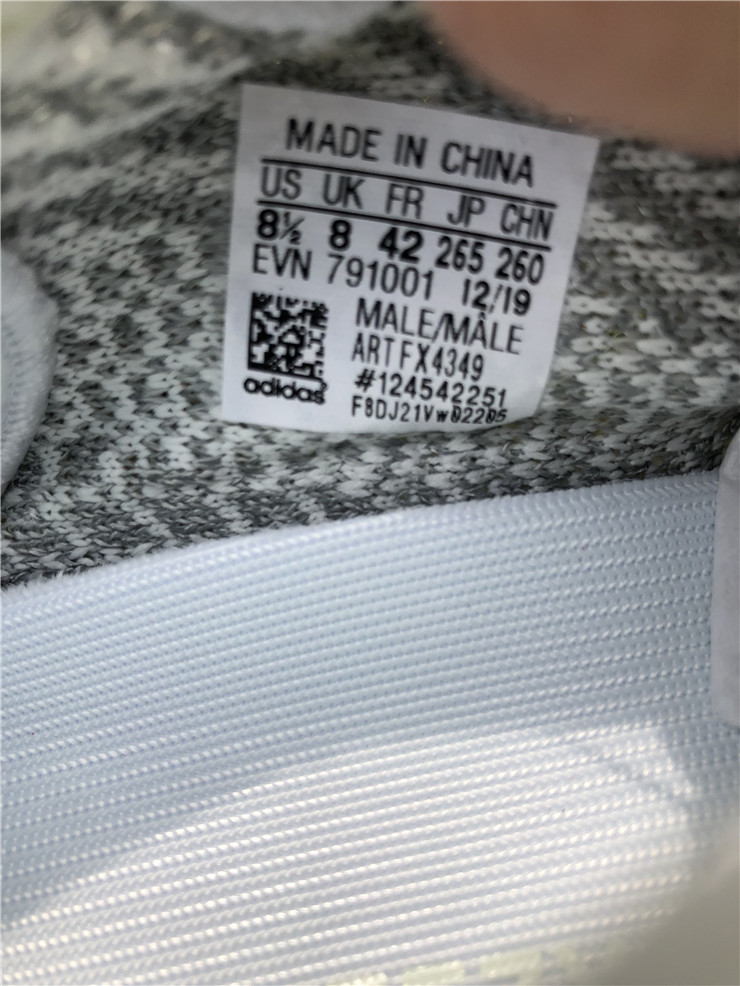 MADE IN CHINA
US UK FR JP CHN
8½ 8 42 265 260
EVN 791001 12/19
MALE/MÂLE
ART FX4349
#124542251
adidas
F8DJ21Vw02205